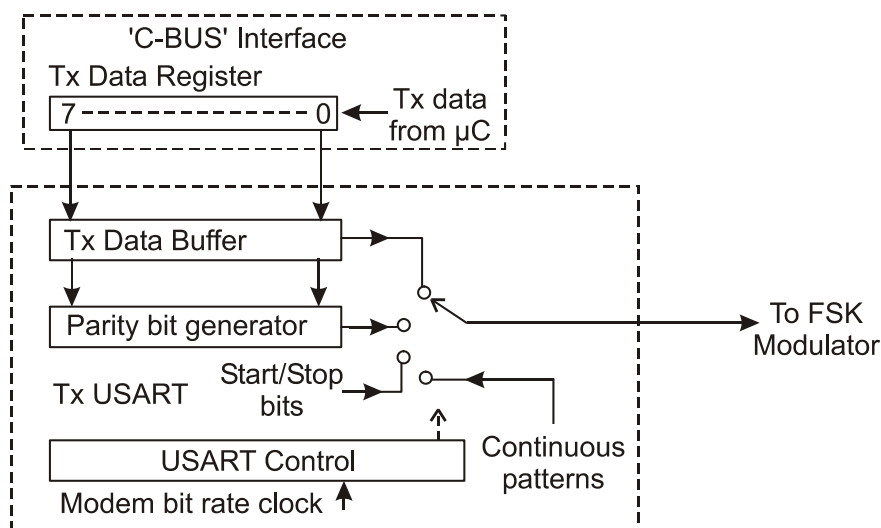 'C-BUS' Interface
Tx Data Register
7 0
Tx data
from µC
Tx Data Buffer
Parity bit generator
To FSK
Modulator
Start/Stop
bits
Tx USART
Continuous
patterns
USART Control
Modem bit rate clock